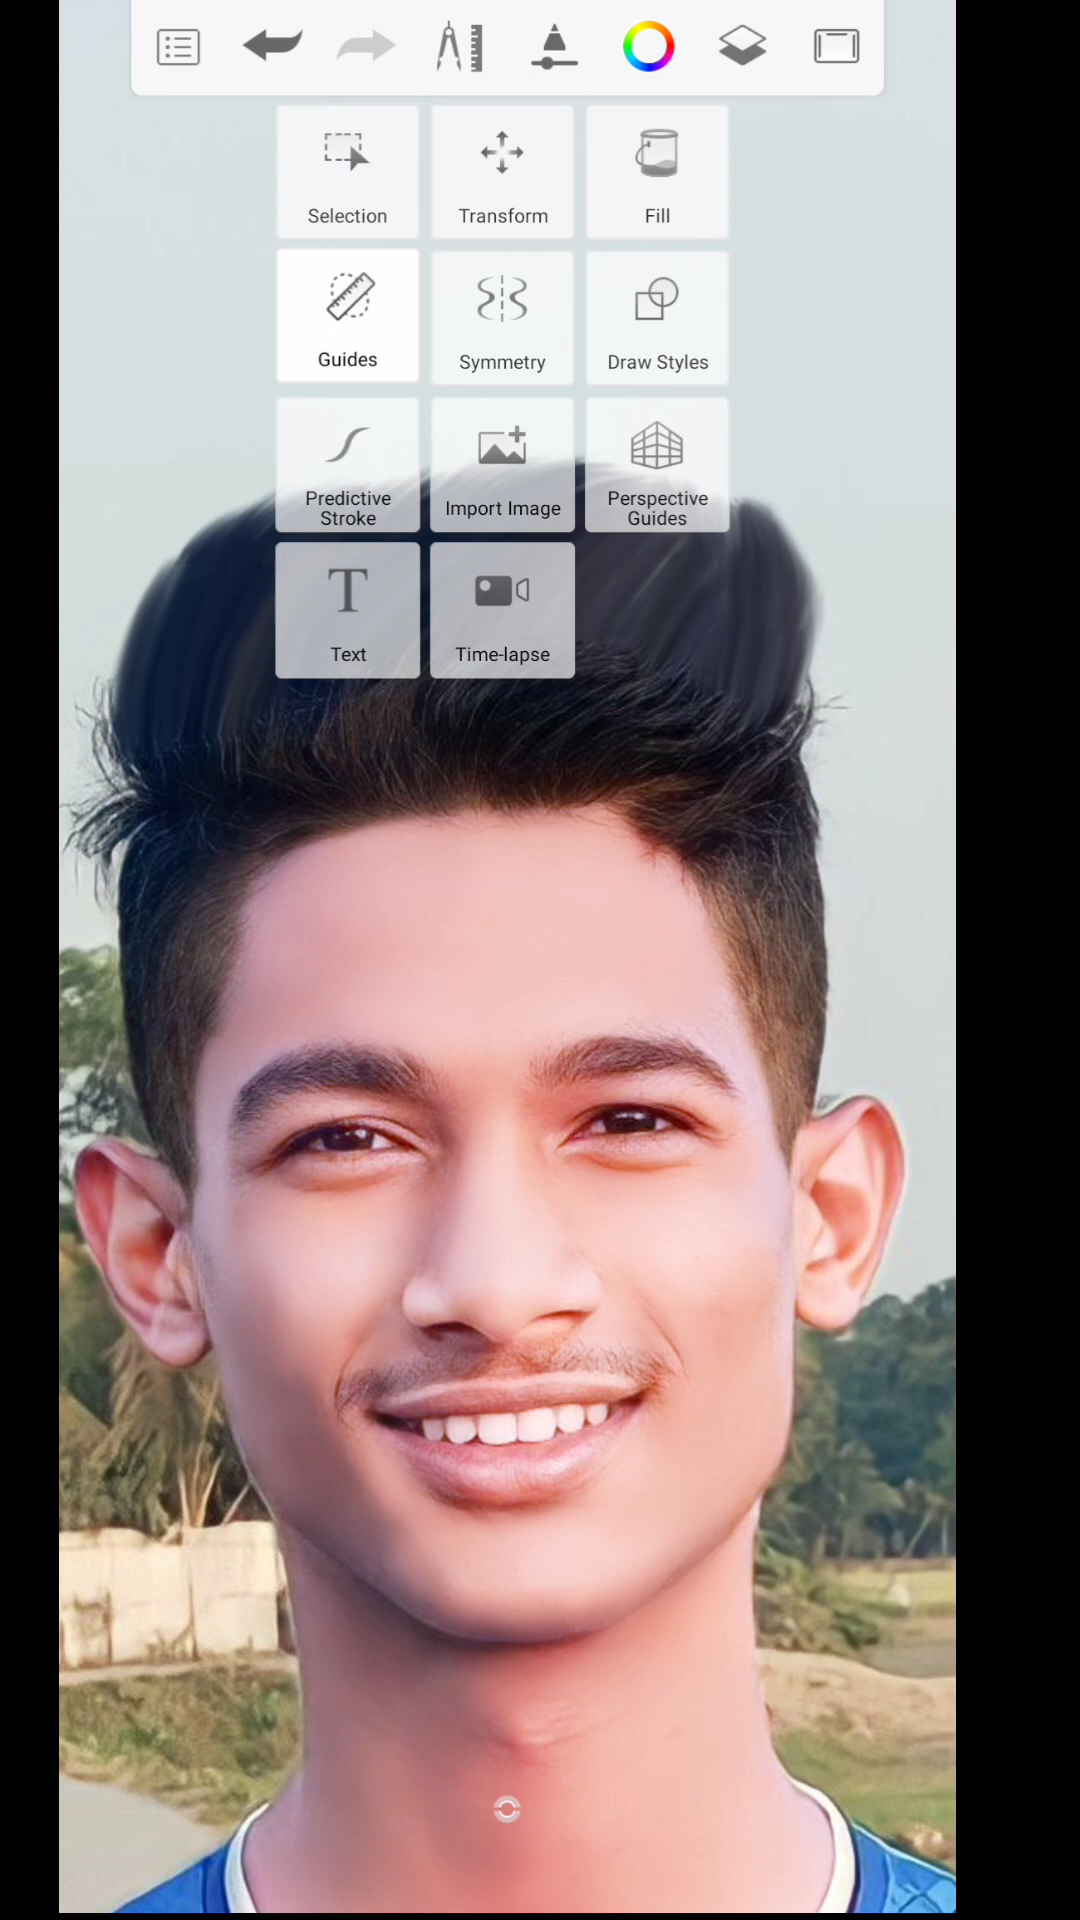 Selection
Transform
Fill
Guides
Symmetry
Draw Styles
Predictive
Stroke
Import Image
Perspective
Guides
Text
Time-lapse